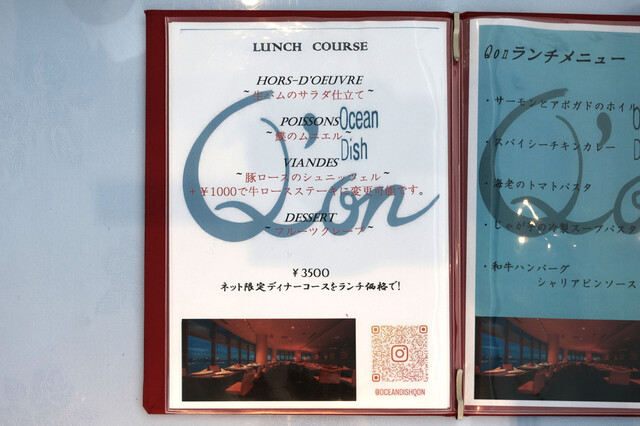 LUNCH COURSE
HORS-D'OEUVRE
~生ハムのサラダ仕立て~
POISSONS
のムニエル~
VIANDES
~豚ロースのシュニッツェル~
+¥1000で牛ロースステーキに変更可能です。
DESSERT
~フルーツクレープ~
Q'on
Ocean
Dish
¥3500
ネット限定ディナーコースをランチ価格で!
@OCEANDISHQON
Qonランチメニュー
・サーモンとアボガドのホイル
・スパイシーチキンカレー
・海老のトマトパスタ
・じゃが芋の冷製スープパスタ
・和牛ハンバーグ
シャリアピンソース